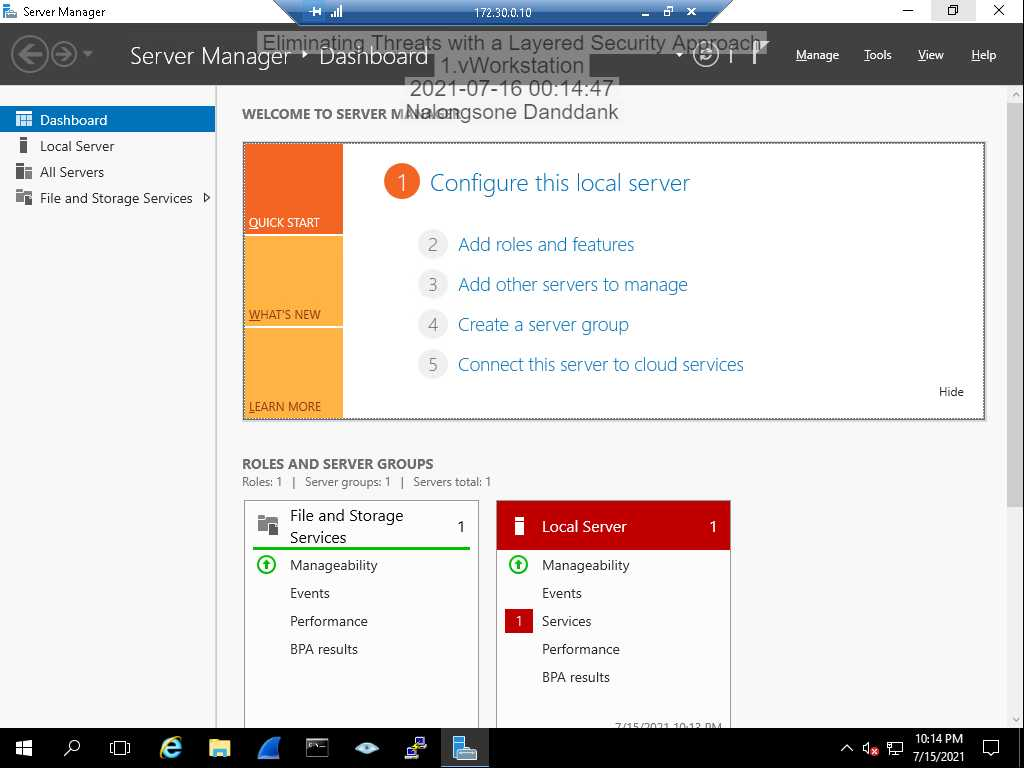 Server Manager
172.30.0.10
Eliminating Threats with a Layered Security Approach
Server Manager ‣ Dashboard
Manage Tools View Help
1.vWorkstation
2021-07-16 00:14:47
Nalongsone Danddank
Dashboard
Local Server
All Servers
File and Storage Services
WELCOME TO SERVER MANAGER
QUICK START
WHAT'S NEW
LEARN MORE
1 Configure this local server
2 Add roles and features
3 Add other servers to manage
4 Create a server group
5 Connect this server to cloud services
Hide
ROLES AND SERVER GROUPS
Roles: 1 | Server groups: 1 | Servers total: 1
File and Storage
Services
1
Manageability
Events
Performance
BPA results
Local Server 1
Manageability
Events
1 Services
Performance
BPA results
7/15/2021 10:13 PM
10:14 PM
7/15/2021